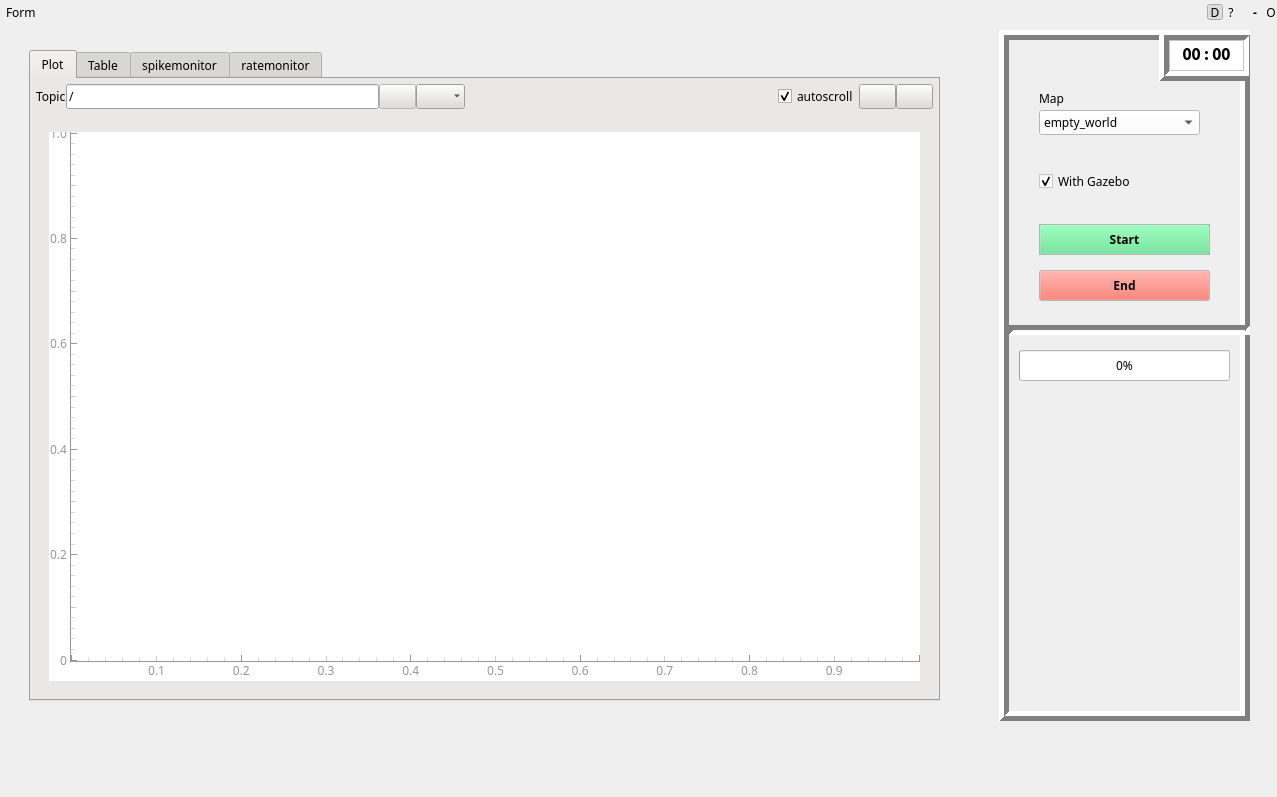 Form
D ? - O
Plot Table spikemonitor ratemonitor
00:00
Topic / autoscroll
Map
empty_world
With Gazebo
Start
End
0%
1.0
0.8
0.6
0.4
0.2
0
0.1 0.2 0.3 0.4 0.5 0.6 0.7 0.8 0.9